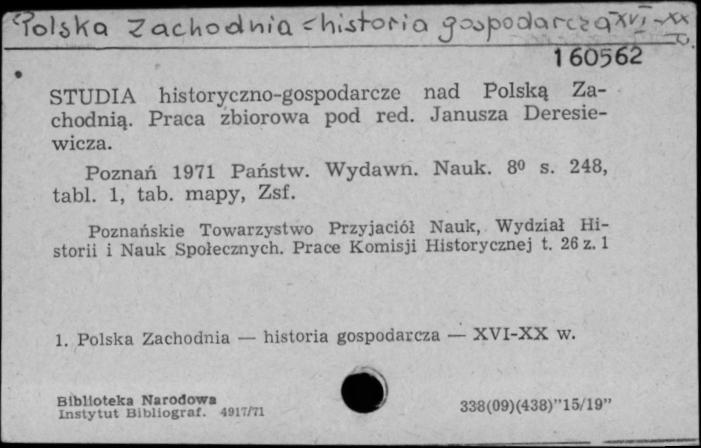 Polska Zachodnia - historia gospodarcza XVI-XX w.
160562
STUDIA historyczno-gospodarcze nad Polską Za-
chodnią. Praca zbiorowa pod red. Janusza Deresie-
wicza.
Poznań 1971 Państw. Wydawn. Nauk. 8⁰ s. 248,
tabl. 1, tab. mapy, Zsf.
Poznańskie Towarzystwo Przyjaciół Nauk, Wydział Hi-
storii i Nauk Społecznych. Prace Komisji Historycznej t. 26 z. 1
1. Polska Zachodnia — historia gospodarcza — XVI-XX w.
Biblioteka Narodowa
Instytut Bibliograf. 4917/71
338(09)(438)"15/19"